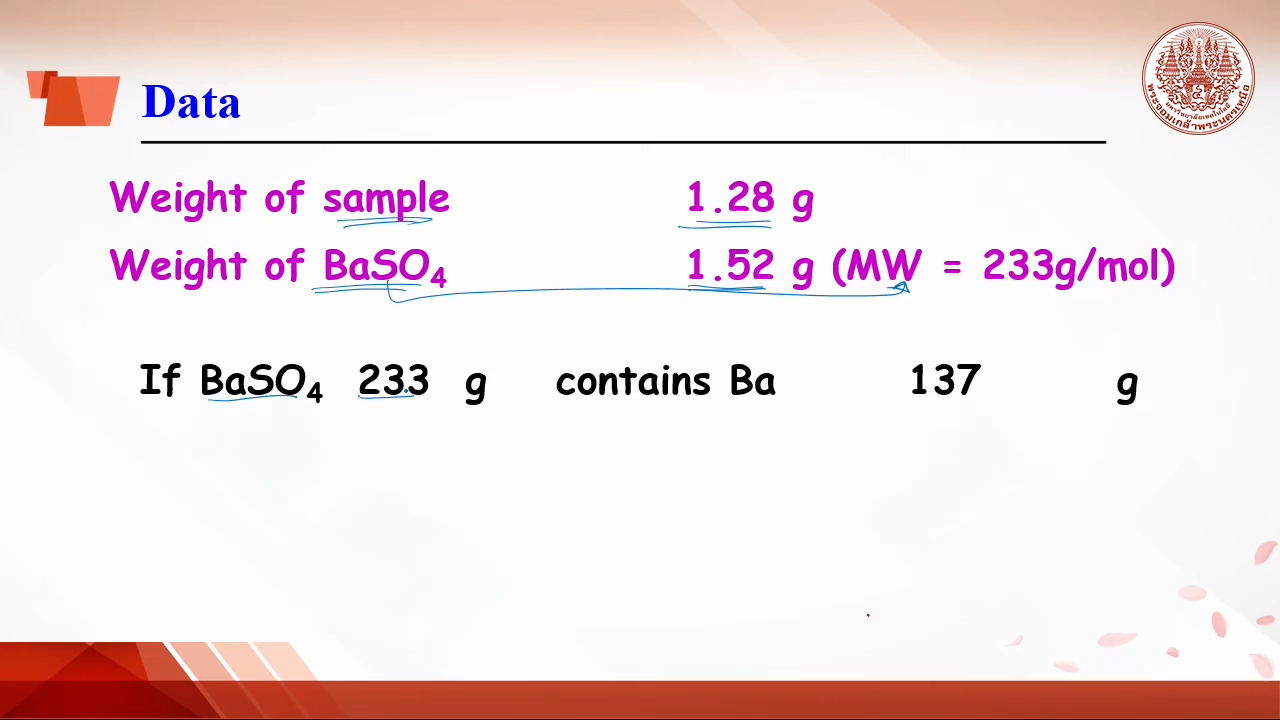 Data
Weight of sample 1.28 g
Weight of BaSO₄ 1.52 g (MW = 233g/mol)
If BaSO₄ 233 g contains Ba 137 g